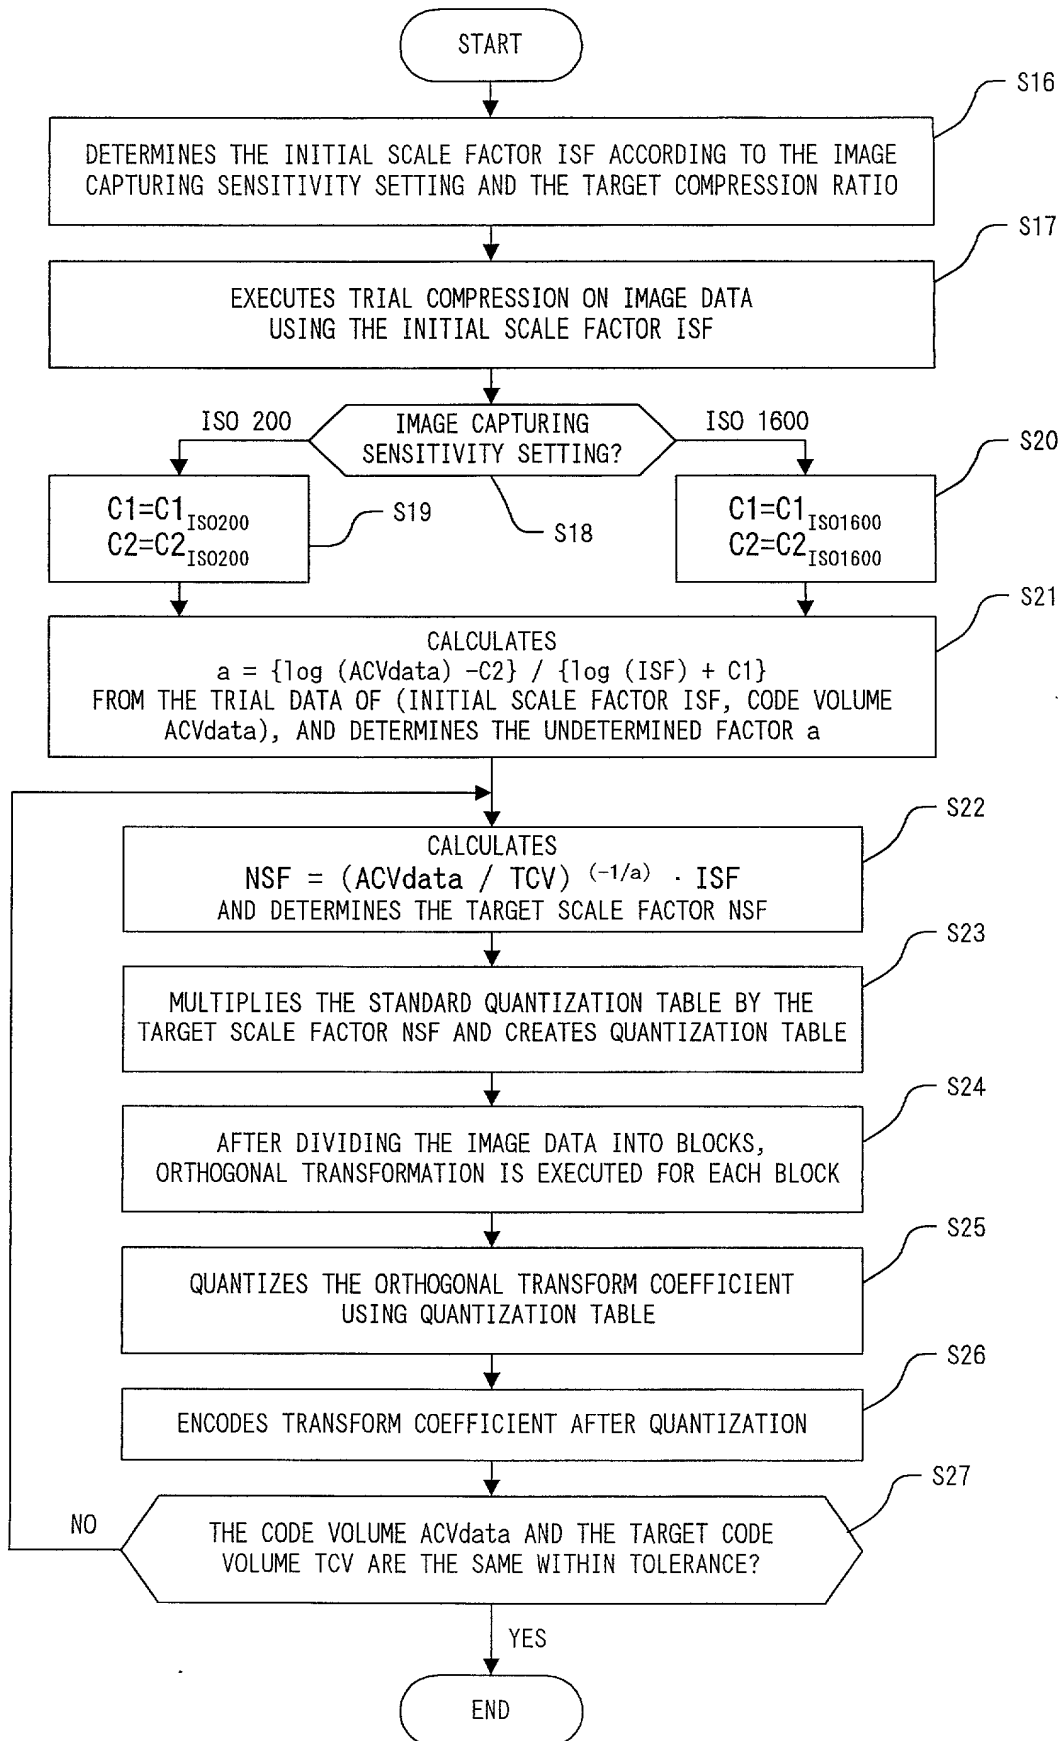 START
S16
DETERMINES THE INITIAL SCALE FACTOR ISF ACCORDING TO THE IMAGE
CAPTURING SENSITIVITY SETTING AND THE TARGET COMPRESSION RATIO
S17
EXECUTES TRIAL COMPRESSION ON IMAGE DATA
USING THE INITIAL SCALE FACTOR ISF
ISO 200
IMAGE CAPTURING
SENSITIVITY SETTING?
ISO 1600
S18
C1=C1ISO200
C2=C2ISO200
S19
C1=C1ISO1600
C2=C2ISO1600
S20
S21
CALCULATES
a = {log (ACVdata) -C2} / {log (ISF) + C1}
FROM THE TRIAL DATA OF (INITIAL SCALE FACTOR ISF, CODE VOLUME
ACVdata), AND DETERMINES THE UNDETERMINED FACTOR a
S22
CALCULATES
NSF = (ACVdata / TCV) (-1/a) · ISF
AND DETERMINES THE TARGET SCALE FACTOR NSF
S23
MULTIPLIES THE STANDARD QUANTIZATION TABLE BY THE
TARGET SCALE FACTOR NSF AND CREATES QUANTIZATION TABLE
S24
AFTER DIVIDING THE IMAGE DATA INTO BLOCKS,
ORTHOGONAL TRANSFORMATION IS EXECUTED FOR EACH BLOCK
S25
QUANTIZES THE ORTHOGONAL TRANSFORM COEFFICIENT
USING QUANTIZATION TABLE
S26
ENCODES TRANSFORM COEFFICIENT AFTER QUANTIZATION
S27
NO
THE CODE VOLUME ACVdata AND THE TARGET CODE
VOLUME TCV ARE THE SAME WITHIN TOLERANCE?
YES
END